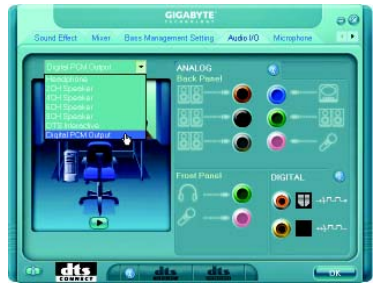 GIGABYTE
TECHNOLOGY
Sound Effect Mixer Bass Management Setting Audio I/O Microphone
Digital PCM Output
Headphone
2CH Speaker
4CH Speaker
6CH Speaker
8CH Speaker
DTS Interactive
Digital PCM Output
ANALOG
Back Panel
Front Panel
DIGITAL
dts
CONNECT
dts
dts
OK